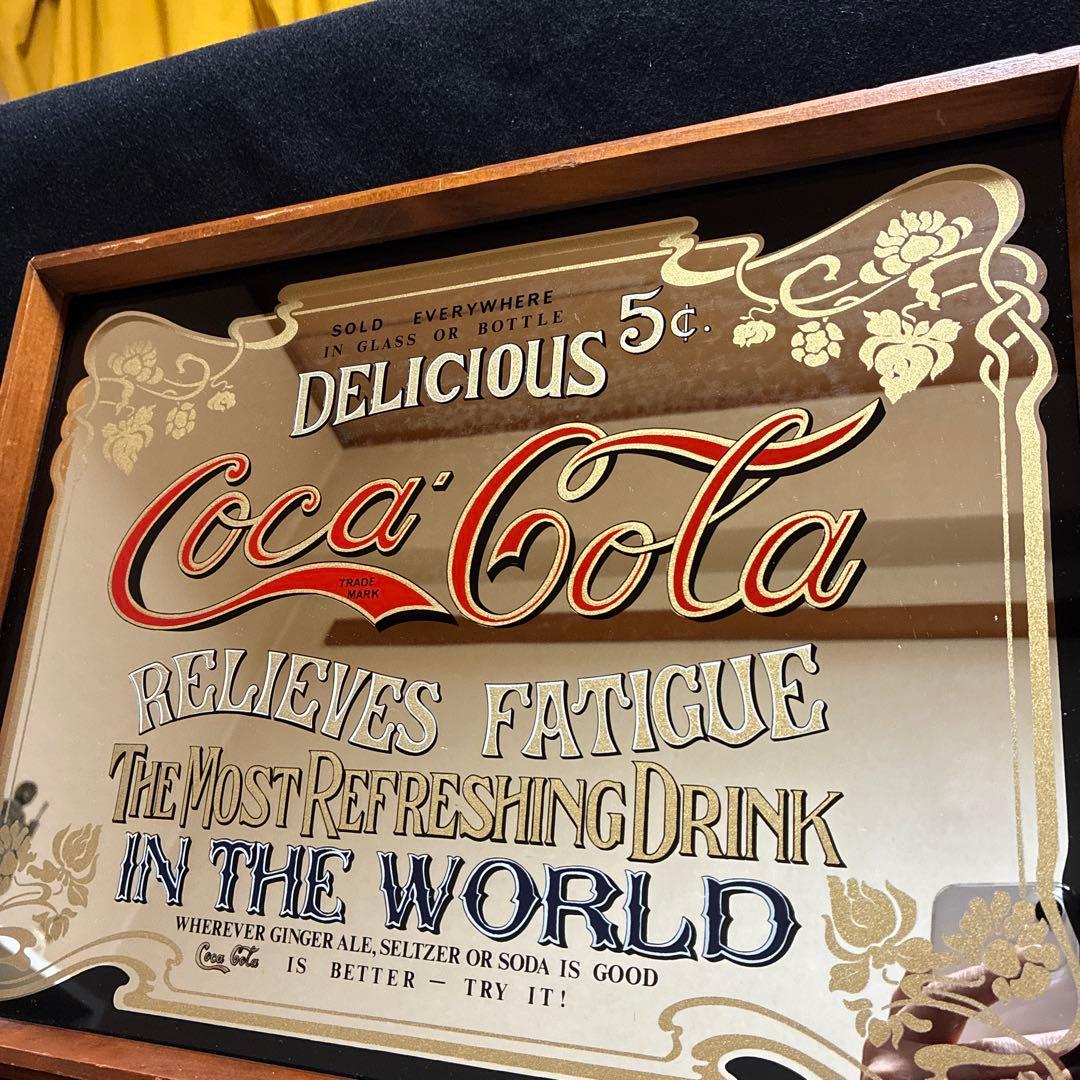 SOLD EVERYWHERE
IN GLASS OR BOTTLE
DELICIOUS 5¢.
Coca-Cola
TRADE
MARK
RELIEVES FATIGUE
THE MOST REFRESHING DRINK
IN THE WORLD
WHEREVER GINGER ALE, SELTZER OR SODA IS GOOD
Coca Cola IS BETTER — TRY IT!